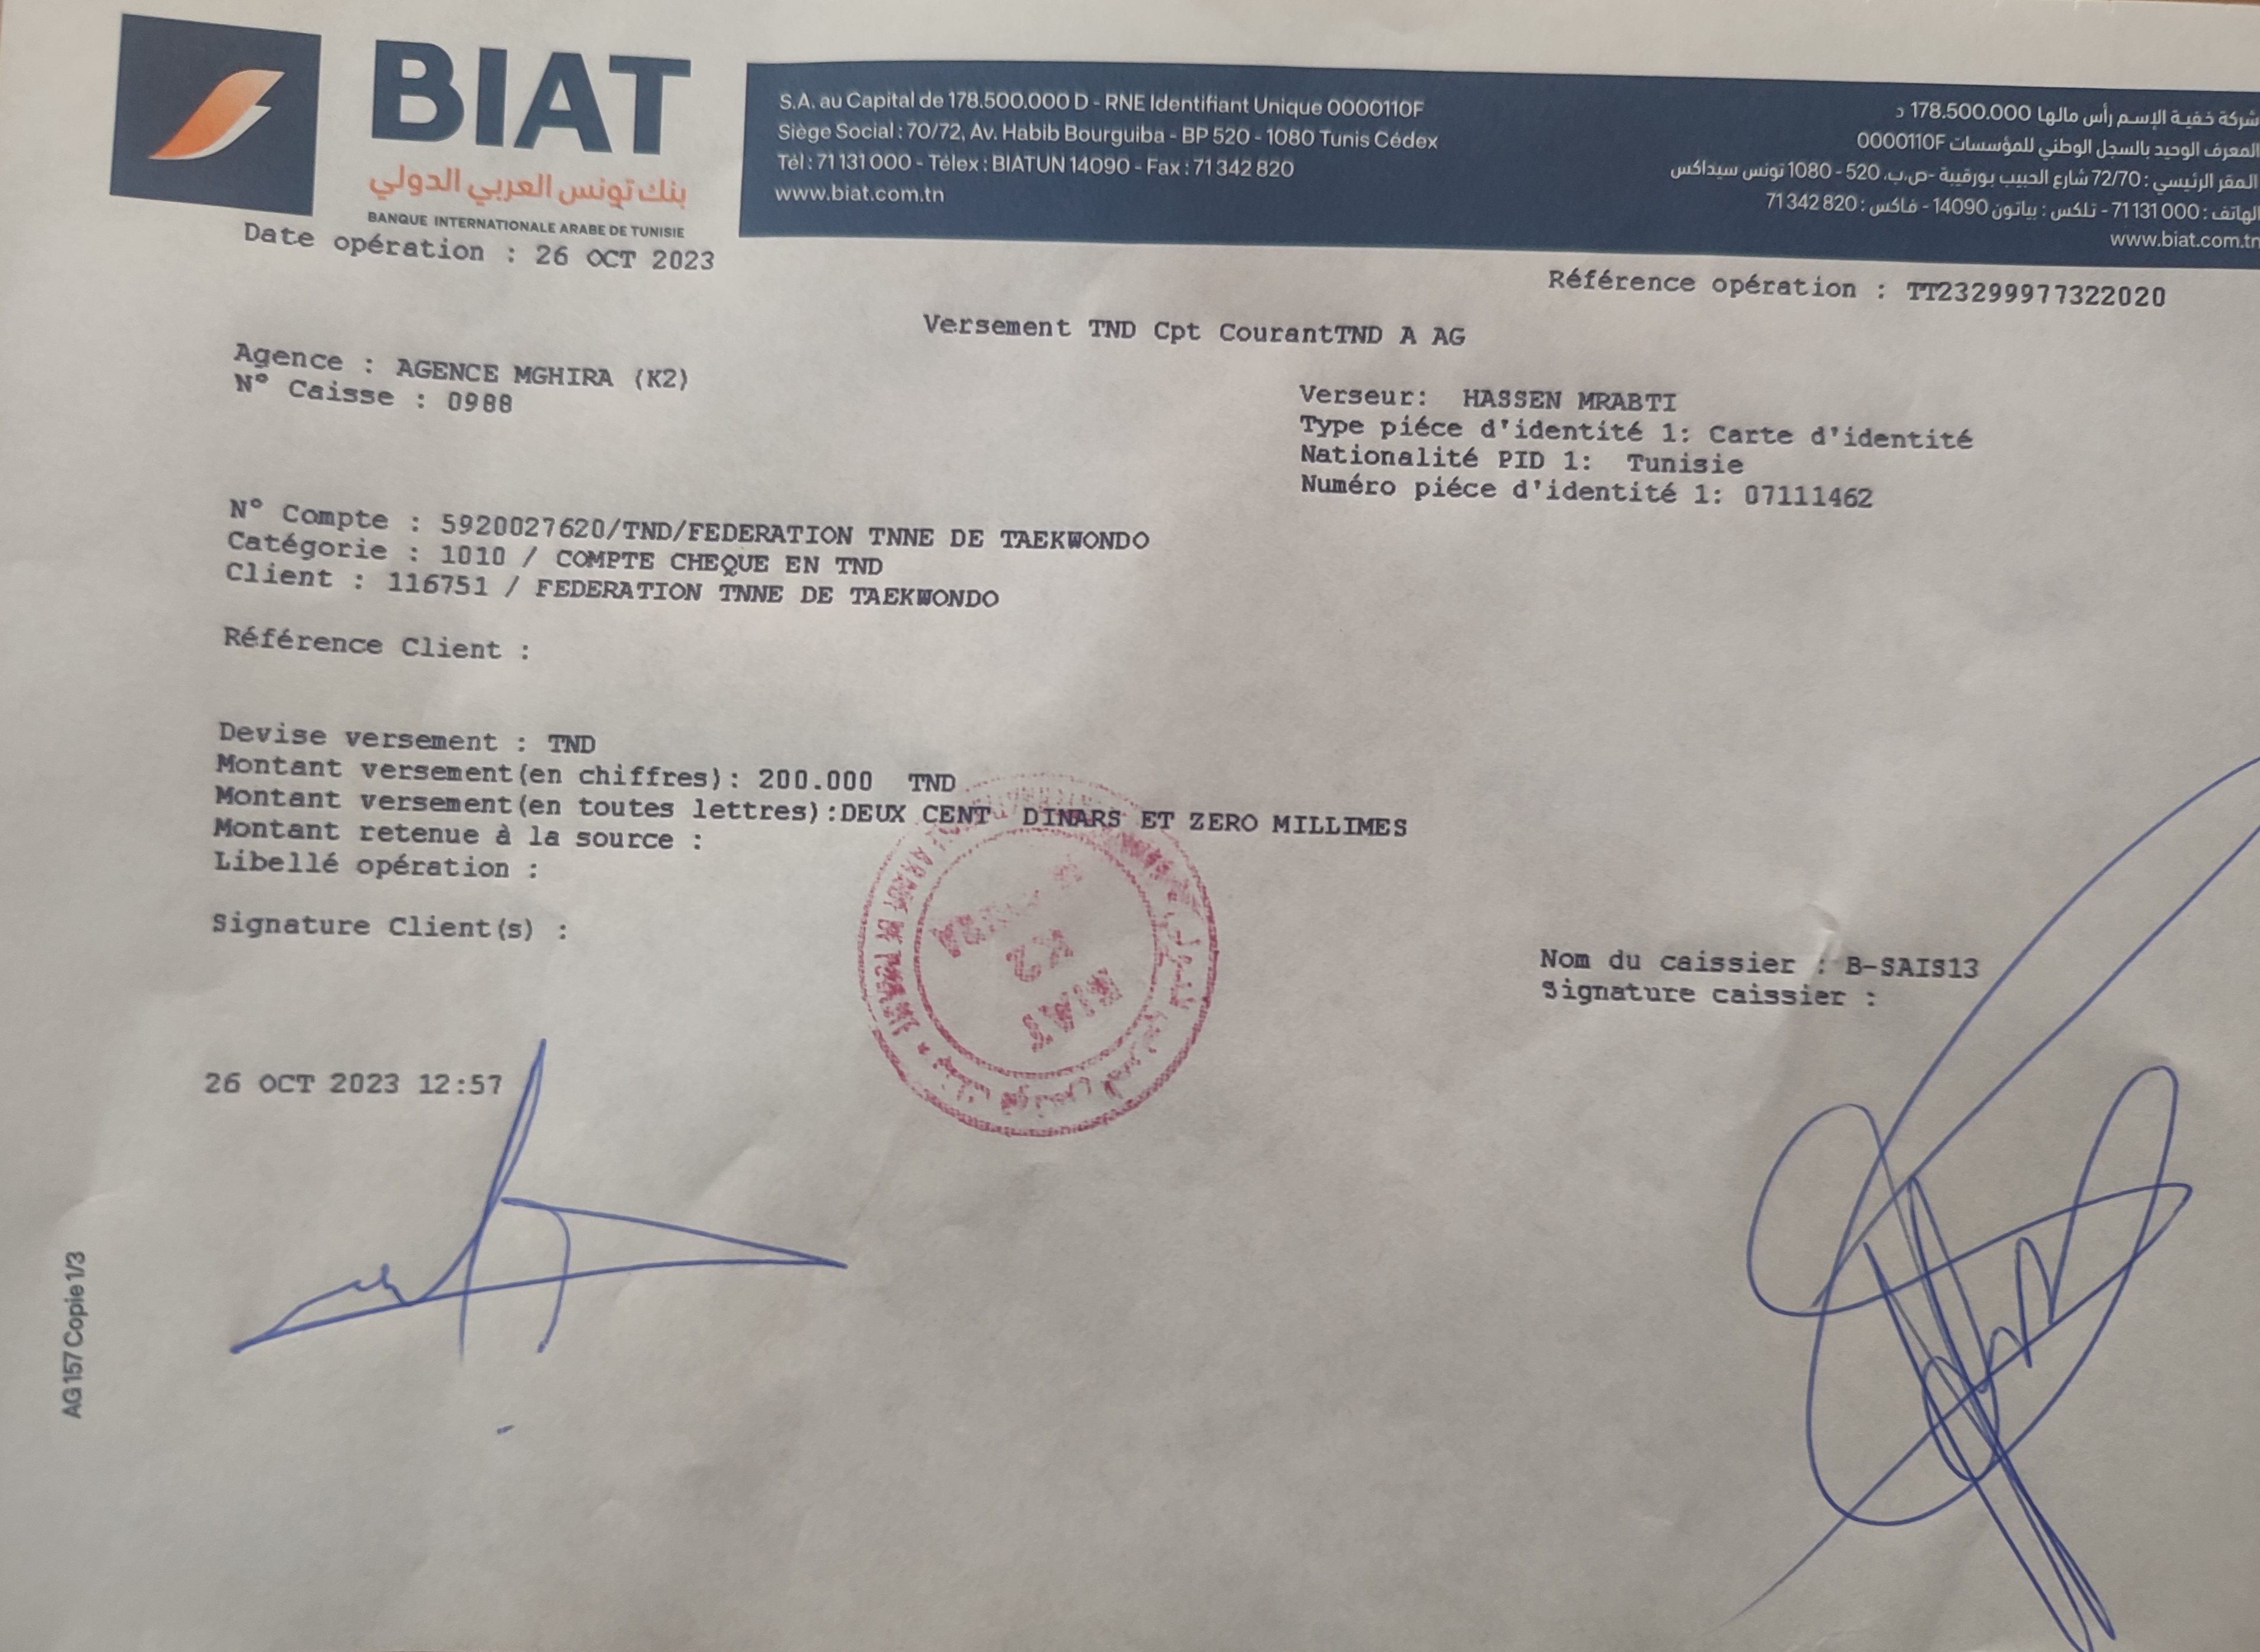 BIAT
بنك تونس العربي الدولي
BANQUE INTERNATIONALE ARABE DE TUNISIE
S.A. au Capital de 178.500.000 D - RNE Identifiant Unique 0000110F
Siège Social : 70/72, Av. Habib Bourguiba - BP 520 - 1080 Tunis Cédex
Tél : 71 131 000 - Télex : BIATUN 14090 - Fax : 71 342 820
www.biat.com.tn
شركة خفية الإسم رأس مالها 178.500.000 د
المعرف الوحيد بالسجل الوطني للمؤسسات 0000110F
المقر الرئيسي : 72/70 شارع الحبيب بورقيبة -ص.ب. 520 - 1080 تونس سيداكس
الهاتف : 71 131 000 - تلكس : بياتون 14090 - فاكس : 71 342 820
www.biat.com.tn
Date opération : 26 OCT 2023
Référence opération : TT23299977322020
Versement TND Cpt CourantTND A AG
Agence : AGENCE MGHIRA (K2)
N° Caisse : 0988
Verseur: HASSEN MRABTI
Type piéce d'identité 1: Carte d'identité
Nationalité PID 1: Tunisie
Numéro piéce d'identité 1: 07111462
N° Compte : 5920027620/TND/FEDERATION TNNE DE TAEKWONDO
Catégorie : 1010 / COMPTE CHEQUE EN TND
Client : 116751 / FEDERATION TNNE DE TAEKWONDO
Référence Client :
Devise versement : TND
Montant versement(en chiffres): 200.000 TND
Montant versement(en toutes lettres):DEUX CENT DINARS ET ZERO MILLIMES
Montant retenue à la source :
Libellé opération :
Signature Client(s) :
Nom du caissier : B-SAIS13
Signature caissier :
K2
BIAT
26 OCT 2023 12:57
AG 157 Copie 1/3